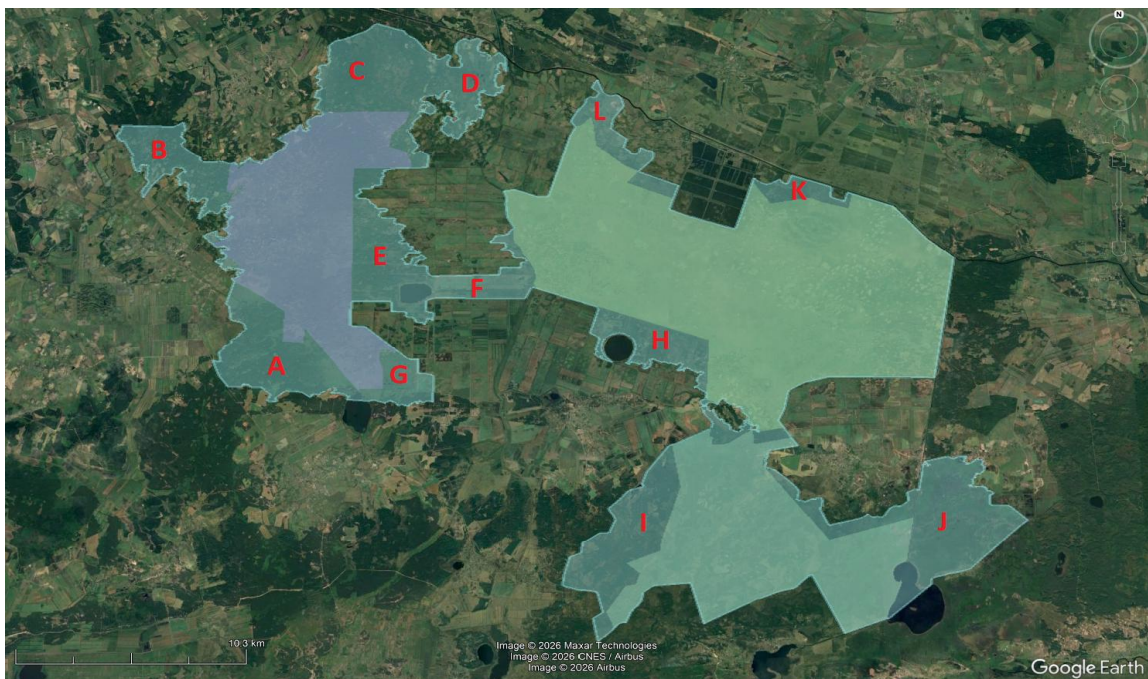 N
C
D
L
B
K
E
F
H
A
G
I
J
10.3 km
Image © 2026 Maxar Technologies
Image © 2026 CNES / Airbus
Image © 2026 Airbus
Google Earth